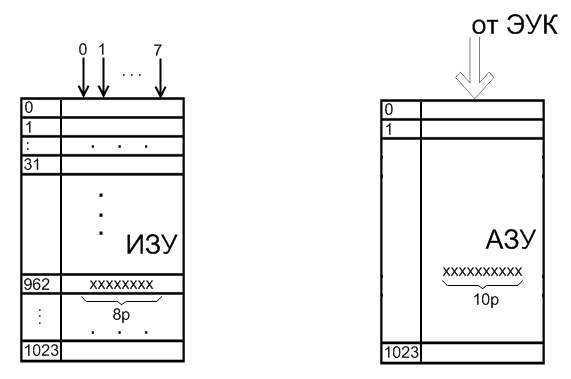 от ЭУК
0 1 . . . 7
0
1
: . . .
31
.
.
.
ИЗУ
962 xxxxxxxx
8р
:
. . .
1023
0
1
АЗУ
xxxxxxxxxx
10р
1023